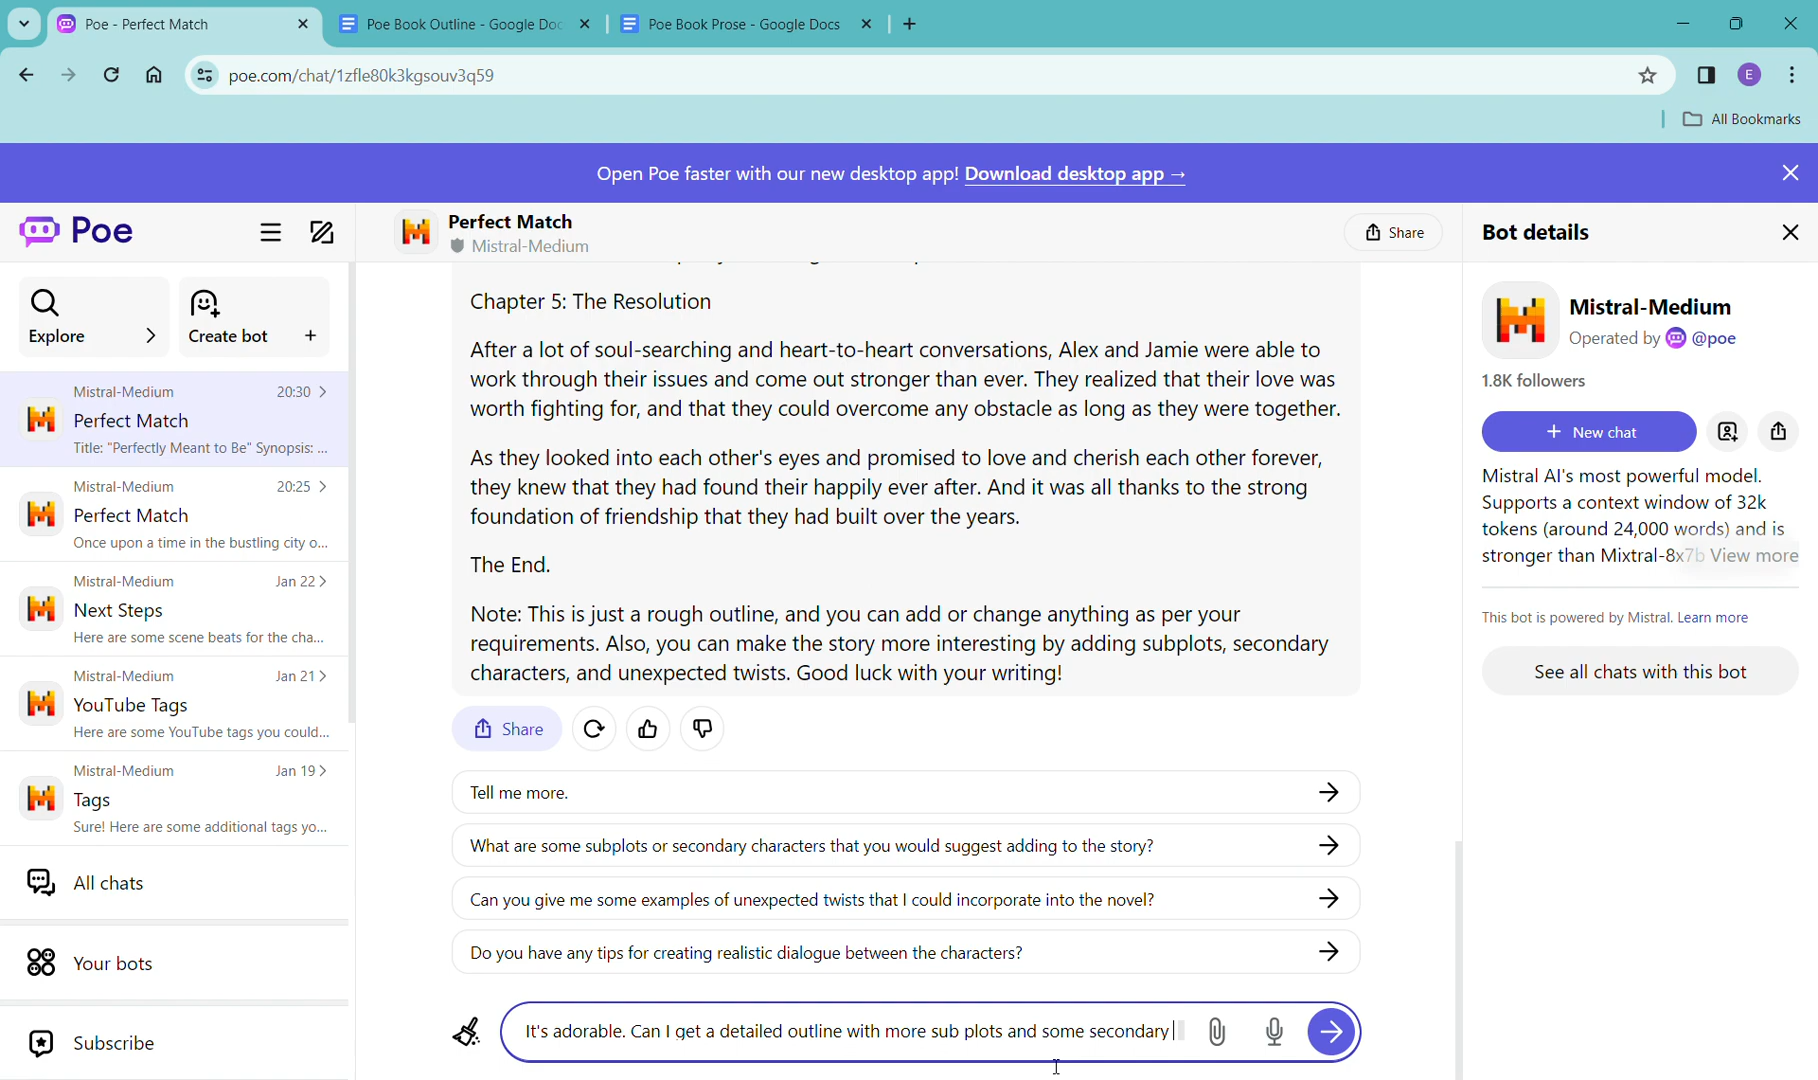 Poe - Perfect Match
Poe Book Outline - Google Doc
Poe Book Prose - Google Docs
poe.com/chat/1zfle80k3kgsouv3q59
E
All Bookmarks
Open Poe faster with our new desktop app! Download desktop app →
Poe
Explore
Create bot
Mistral-Medium 20:30
Perfect Match
Title: "Perfectly Meant to Be" Synopsis: ...
Mistral-Medium 20:25
Perfect Match
Once upon a time in the bustling city o...
Mistral-Medium Jan 22
Next Steps
Here are some scene beats for the cha...
Mistral-Medium Jan 21
YouTube Tags
Here are some YouTube tags you could...
Mistral-Medium Jan 19
Tags
Sure! Here are some additional tags yo...
All chats
Your bots
Subscribe
Perfect Match
Mistral-Medium
Share
Chapter 5: The Resolution
After a lot of soul-searching and heart-to-heart conversations, Alex and Jamie were able to
work through their issues and come out stronger than ever. They realized that their love was
worth fighting for, and that they could overcome any obstacle as long as they were together.
As they looked into each other's eyes and promised to love and cherish each other forever,
they knew that they had found their happily ever after. And it was all thanks to the strong
foundation of friendship that they had built over the years.
The End.
Note: This is just a rough outline, and you can add or change anything as per your
requirements. Also, you can make the story more interesting by adding subplots, secondary
characters, and unexpected twists. Good luck with your writing!
Share
Tell me more.
What are some subplots or secondary characters that you would suggest adding to the story?
Can you give me some examples of unexpected twists that I could incorporate into the novel?
Do you have any tips for creating realistic dialogue between the characters?
It's adorable. Can I get a detailed outline with more sub plots and some secondary
Bot details
Mistral-Medium
Operated by @poe
1.8K followers
New chat
Mistral AI's most powerful model.
Supports a context window of 32k
tokens (around 24,000 words) and is
stronger than Mixtral-8x7b View more
This bot is powered by Mistral. Learn more
See all chats with this bot